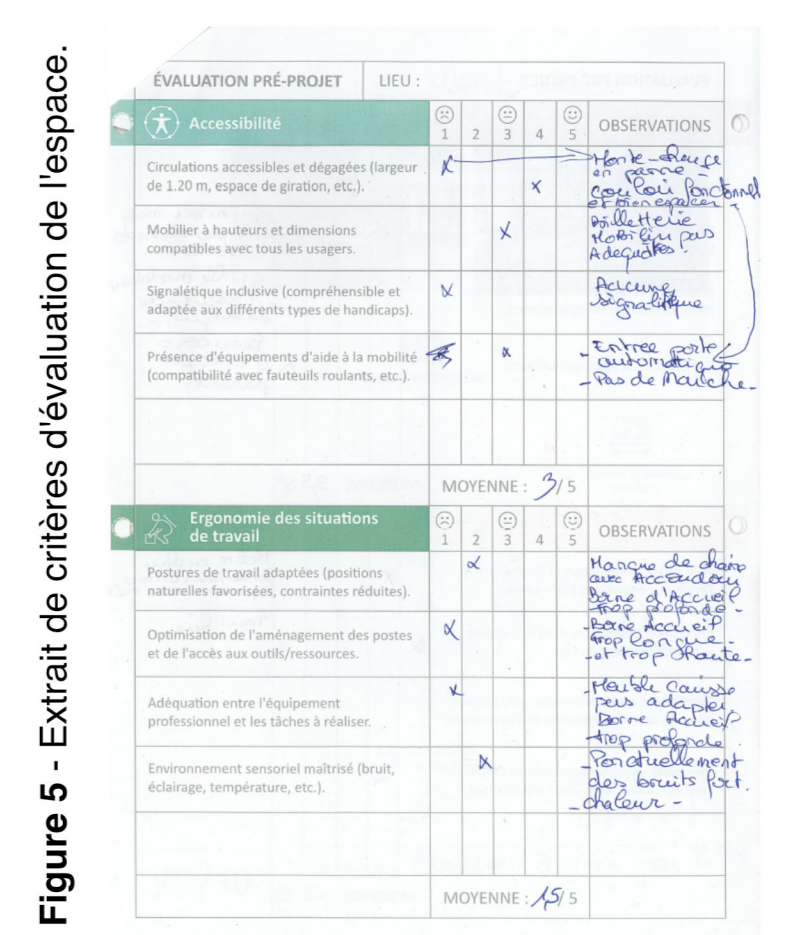 Figure 5 - Extrait de critères d'évaluation de l'espace.
ÉVALUATION PRÉ-PROJET LIEU :
Accessibilité 1 2 3 4 5 OBSERVATIONS
Circulations accessibles et dégagées (largeur
de 1.20 m, espace de giration, etc.).
x
x
Monte-charge
en panne -
couloir fonctionnel
et bien espacer
Mobilier à hauteurs et dimensions
compatibles avec tous les usagers.
x
Billetterie
Mobilier pas
Adequates.
Signalétique inclusive (compréhensible et
adaptée aux différents types de handicaps).
x
Aucune
signalitique
Présence d'équipements d'aide à la mobilité
(compatibilité avec fauteuils roulants, etc.).
x
- Entree porte
automatique
- Pas de Marche -
MOYENNE : 3 / 5
Ergonomie des situations
de travail
1 2 3 4 5 OBSERVATIONS
Postures de travail adaptées (positions
naturelles favorisées, contraintes réduites).
x
Manque de chaise
avec Accoudoir
Borne d'Accueil
trop profonde -
Optimisation de l'aménagement des postes
et de l'accès aux outils/ressources.
x
- Borne Accueil
trop longue -
- et trop haute -
Adéquation entre l'équipement
professionnel et les tâches à réaliser.
x
- Meuble Caisse
pas adapter.
Borne Accueil
trop profonde
Environnement sensoriel maîtrisé (bruit,
éclairage, température, etc.).
x
- Ponctuellement
des bruits fort.
- chaleur -
MOYENNE : 1,5 / 5